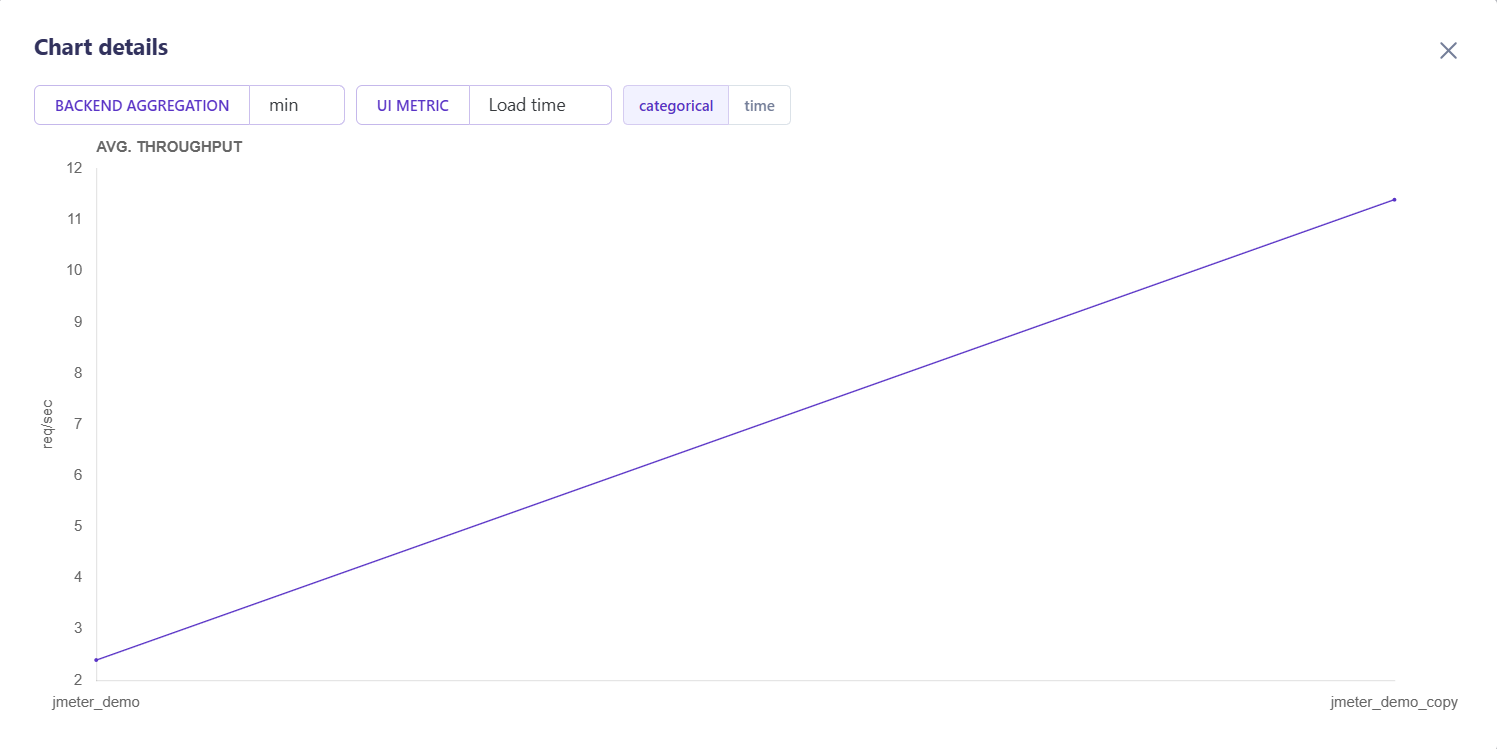 Chart details
BACKEND AGGREGATION min UI METRIC Load time categorical time
AVG. THROUGHPUT
12
11
10
9
8
7
6
5
4
3
2
req/sec
jmeter_demo jmeter_demo_copy